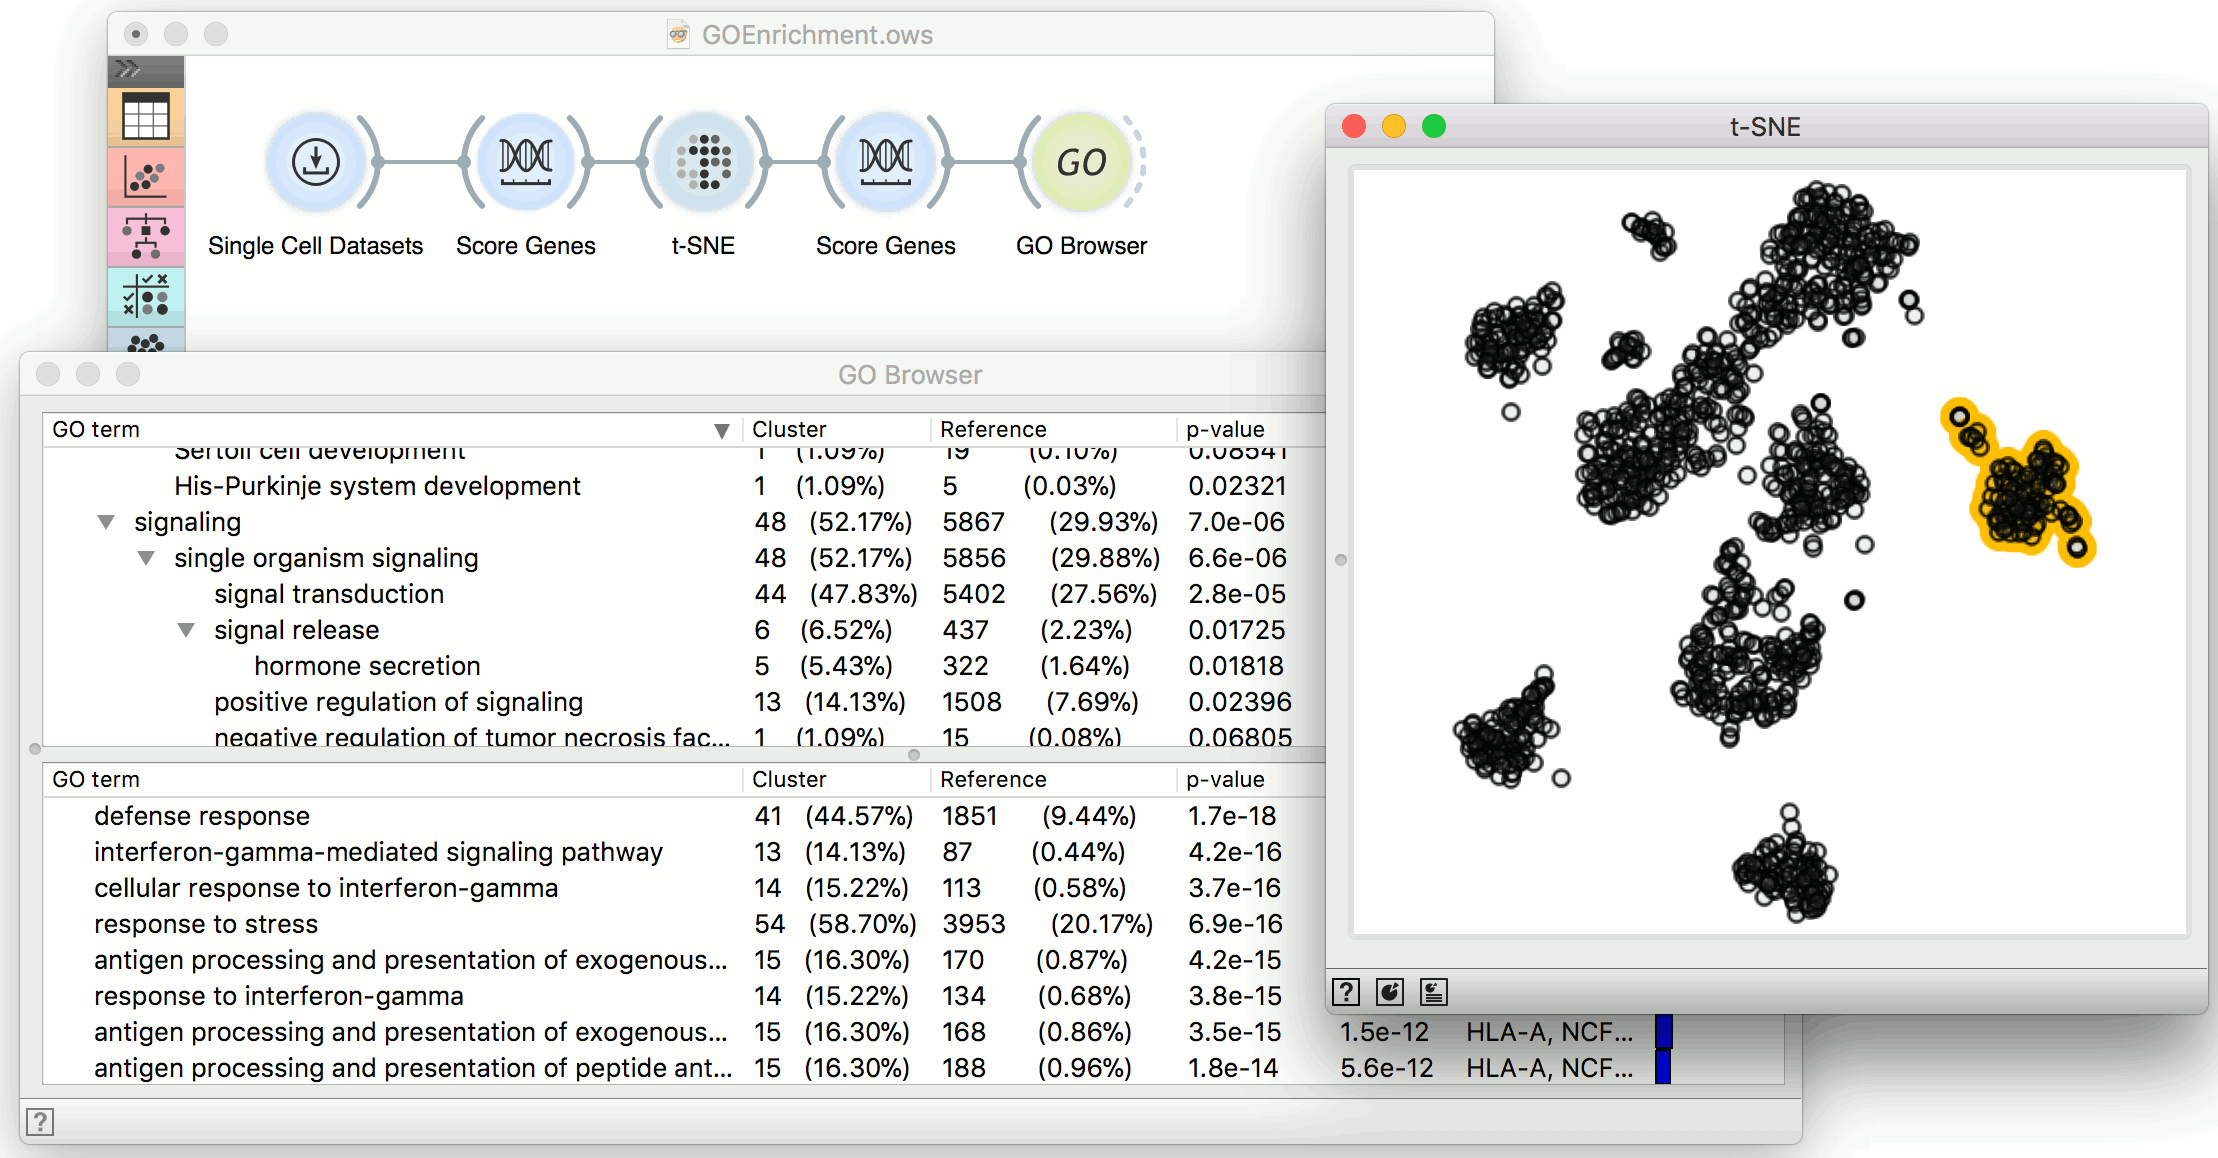 GOEnrichment.ows
Single Cell Datasets
Score Genes
t-SNE
Score Genes
GO
GO Browser
t-SNE
GO Browser
GO term Cluster Reference p-value
Sertoli cell development 1 (1.09%) 19 (0.10%) 0.08541
His-Purkinje system development 1 (1.09%) 5 (0.03%) 0.02321
signaling 48 (52.17%) 5867 (29.93%) 7.0e-06
single organism signaling 48 (52.17%) 5856 (29.88%) 6.6e-06
signal transduction 44 (47.83%) 5402 (27.56%) 2.8e-05
signal release 6 (6.52%) 437 (2.23%) 0.01725
hormone secretion 5 (5.43%) 322 (1.64%) 0.01818
positive regulation of signaling 13 (14.13%) 1508 (7.69%) 0.02396
negative regulation of tumor necrosis fac... 1 (1.09%) 15 (0.08%) 0.06805
GO term Cluster Reference p-value
defense response 41 (44.57%) 1851 (9.44%) 1.7e-18
interferon-gamma-mediated signaling pathway 13 (14.13%) 87 (0.44%) 4.2e-16
cellular response to interferon-gamma 14 (15.22%) 113 (0.58%) 3.7e-16
response to stress 54 (58.70%) 3953 (20.17%) 6.9e-16
antigen processing and presentation of exogenous... 15 (16.30%) 170 (0.87%) 4.2e-15
response to interferon-gamma 14 (15.22%) 134 (0.68%) 3.8e-15
antigen processing and presentation of exogenous... 15 (16.30%) 168 (0.86%) 3.5e-15 1.5e-12 HLA-A, NCF...
antigen processing and presentation of peptide ant... 15 (16.30%) 188 (0.96%) 1.8e-14 5.6e-12 HLA-A, NCF...
?
?